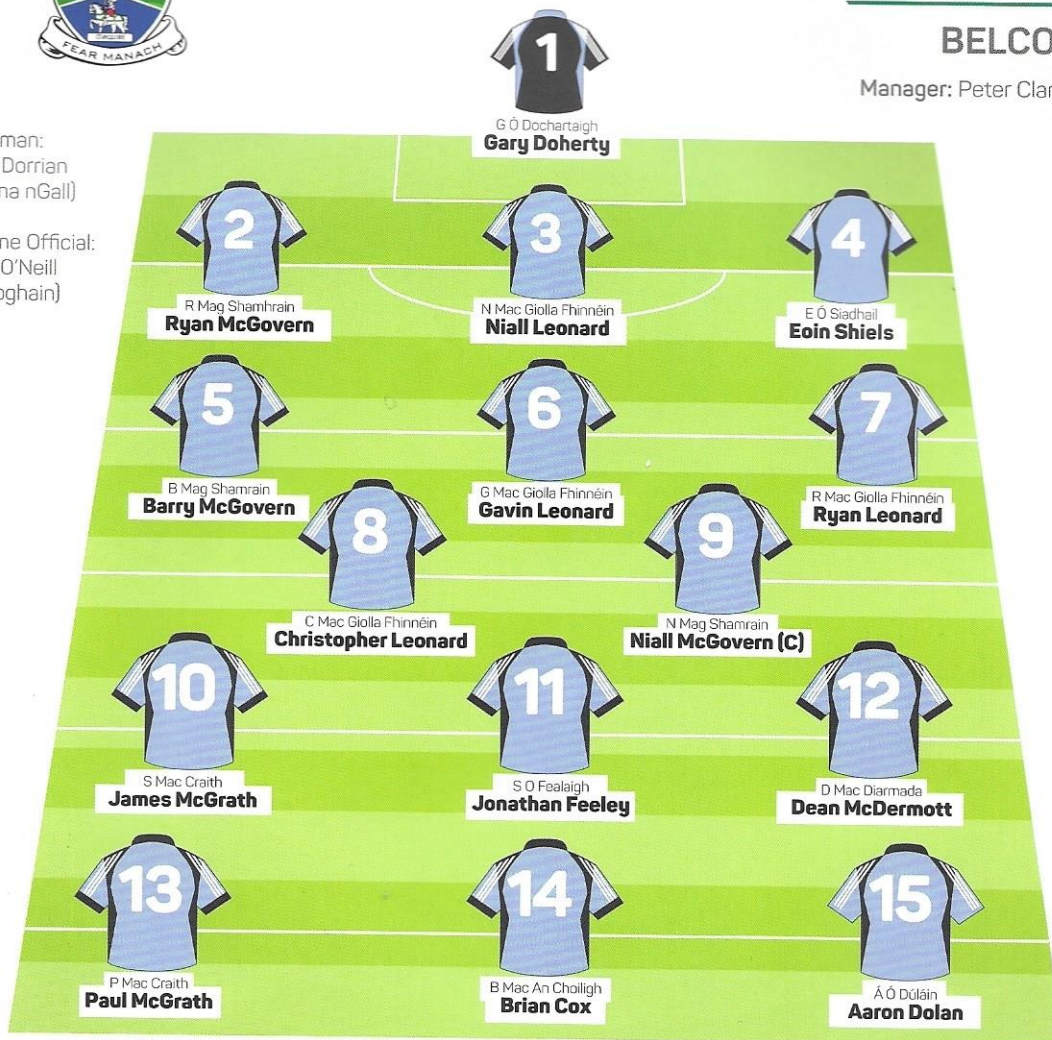 FEAR MANACH
BELCO
Manager: Peter Clar
man:
Dorrian
na nGall)
ne Official:
O'Neill
oghain)
1
G Ó Dochartaigh
Gary Doherty
2
R Mag Shamhrain
Ryan McGovern
3
N Mac Giolla Fhinnéin
Niall Leonard
4
E Ó Siadhail
Eoin Shiels
5
B Mag Shamrain
Barry McGovern
6
G Mac Giolla Fhinnéin
Gavin Leonard
7
R Mac Giolla Fhinnéin
Ryan Leonard
8
C Mac Giolla Fhinnéin
Christopher Leonard
9
N Mag Shamrain
Niall McGovern (C)
10
S Mac Craith
James McGrath
11
S O Fealaigh
Jonathan Feeley
12
D Mac Diarmada
Dean McDermott
13
P Mac Craith
Paul McGrath
14
B Mac An Choiligh
Brian Cox
15
Á Ó Dúláin
Aaron Dolan